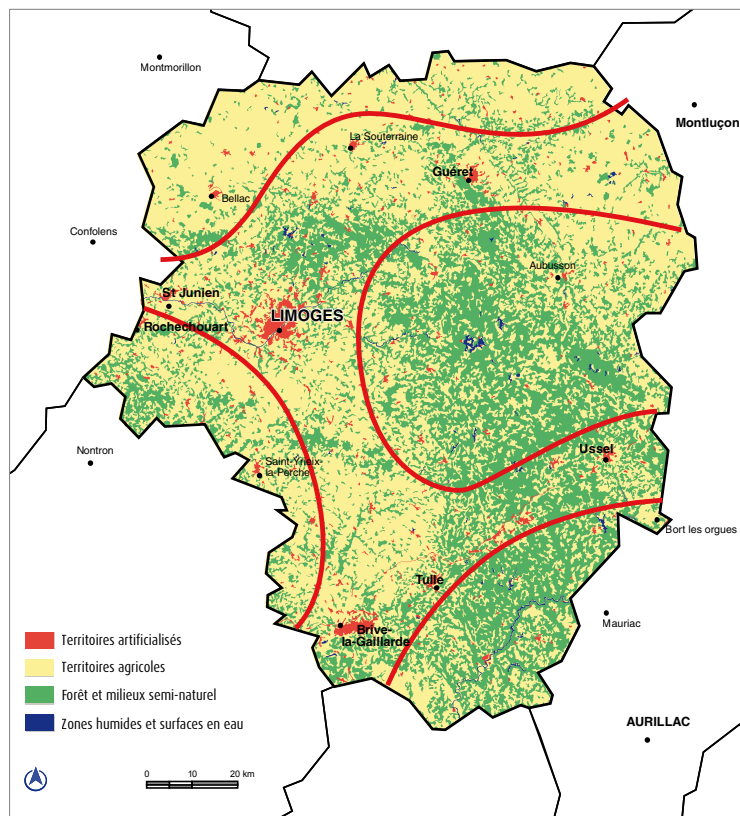 Montmorillon
Montluçon
La Souterraine
Guéret
Bellac
Confolens
Aubusson
St Junien
LIMOGES
Rochechouart
Nontron
Ussel
Saint-Yrieix-
la-Perche
Bort les orgues
Tulle
Mauriac
Brive-
la-Gaillarde
Territoires artificialisés
Territoires agricoles
Forêt et milieux semi-naturel
Zones humides et surfaces en eau
AURILLAC
0 10 20 km